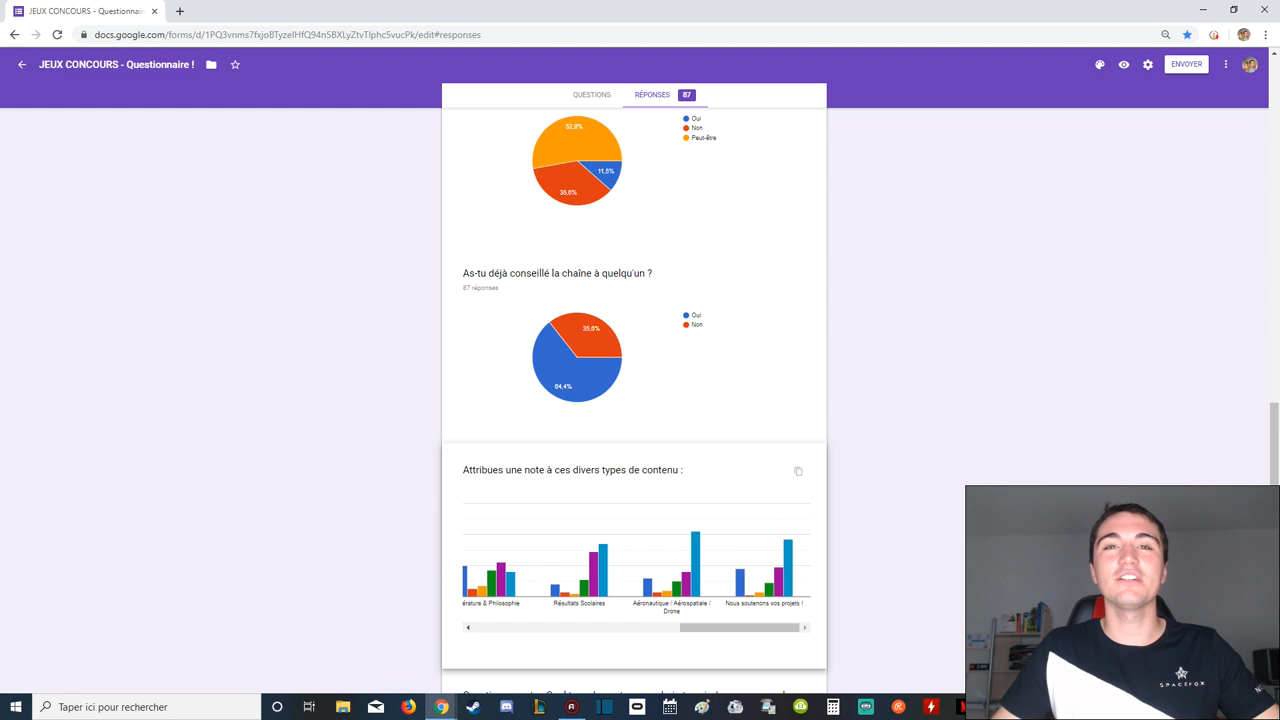 JEUX CONCOURS - Questionnair
docs.google.com/forms/d/1PQ3vnms7fxjoBTyzeIHfQ94n5BXLyZtvTIphc5vucPk/edit#responses
JEUX CONCOURS - Questionnaire !
ENVOYER
QUESTIONS
RÉPONSES 87
52,9%
11,5%
35,6%
Oui
Non
Peut-être
As-tu déjà conseillé la chaîne à quelqu'un ?
87 réponses
35,6%
64,4%
Oui
Non
Attribues une note à ces divers types de contenu :
érature & Philosophie
Résultats Scolaires
Aéronautique / Aérospatiale /
Drone
Nous soutenons vos projets !
SPACEFOX
Taper ici pour rechercher